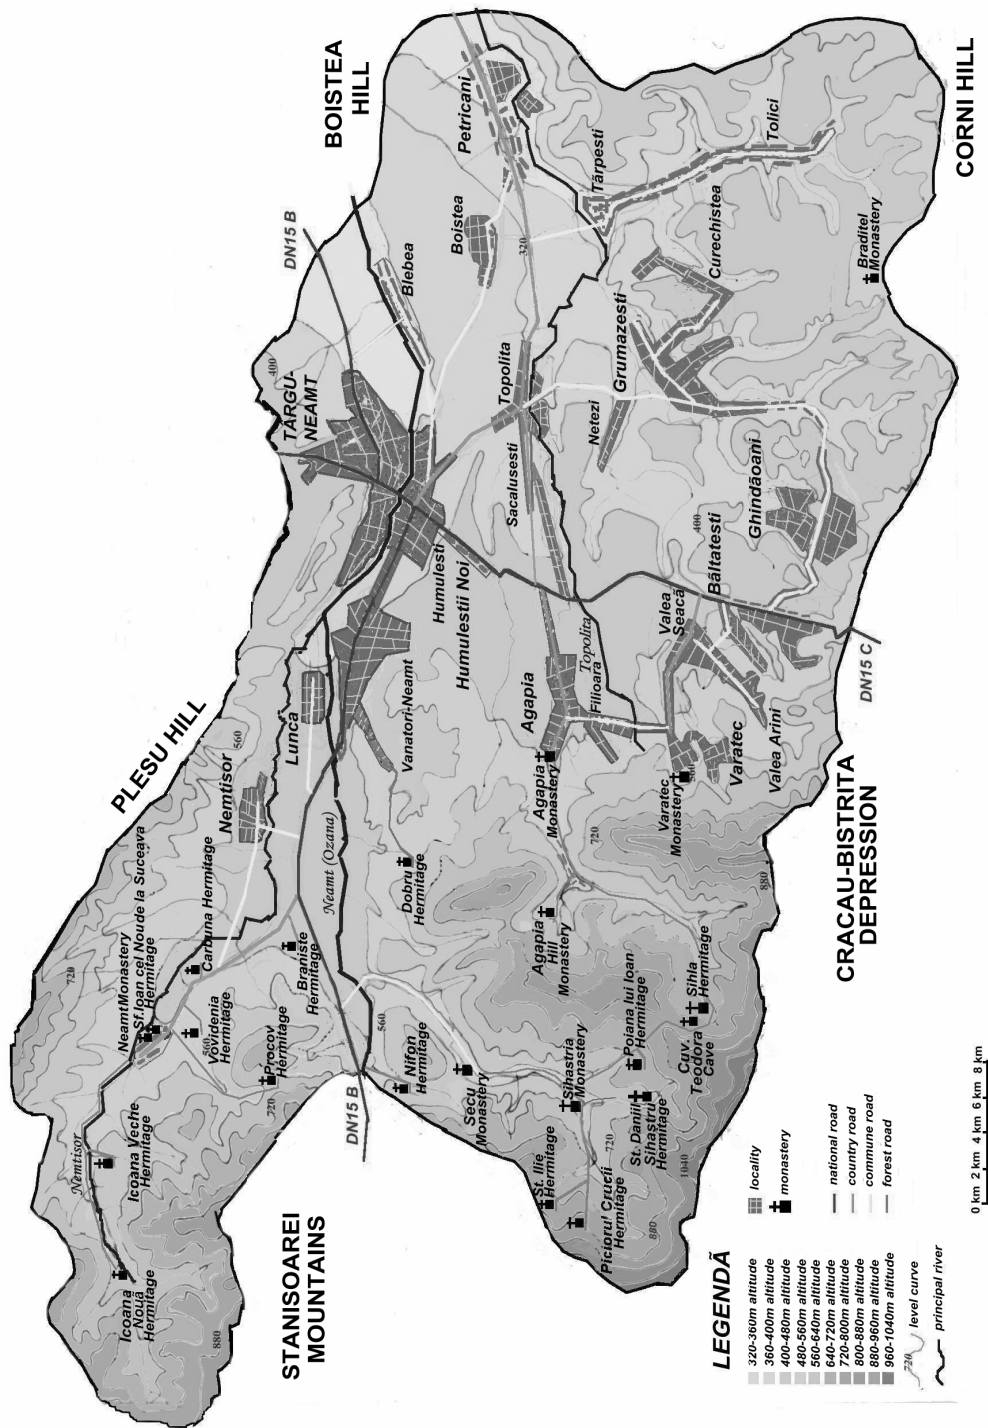 BOISTEA
HILL
CORNI HILL
PLESU HILL
CRACAU-BISTRITA
DEPRESSION
STANISOAREI
MOUNTAINS
DN15 B
Petricani
Boistea
Blebea
TÂRGU-
NEAMT
400
320
Tărpesti
Tolici
Curechistea
Braditel
Monastery
Grumazesti
Netezi
Topolita
Sacalusesti
Humulesti
Humulestii Noi
Ghindăoani
400
Băltatesti
Valea
Seacă
DN15 C
Topolita
Filioara
Agapia
Agapia
Monastery
Varatec
Monastery
560
Varatec
Valea Arini
Vanatori-Neamt
Lunca
Nemtisor
560
Neamt (Ozana)
Dobru
Hermitage
720
880
Agapia
Hill
Monastery
Sihla
Hermitage
Cuv.
Teodora
Cave
Poiana lui Ioan
Hermitage
Sihastria
Monastery
St. Daniil
Sihastru
Hermitage
1040
720
St. Ilie
Hermitage
Picioru' Crucii
Hermitage
880
Secu
Monastery
Nifon
Hermitage
560
DN15 B
Braniste
Hermitage
Carbuna Hermitage
Neamt Monastery
Sf.Ioan cel Noude la Suceava
Hermitage
720
560
Vovidenia
Hermitage
Procov
Hermitage
720
Nemtisor
Icoana Veche
Hermitage
Icoana
Nouă
Hermitage
880
LEGENDĂ
320-360m altitude
360-400m altitude
400-480m altitude
480-560m altitude
560-640m altitude
640-720m altitude
720-800m altitude
800-880m altitude
880-960m altitude
960-1040m altitude
720
level curve
principal river
locality
monastery
national road
country road
commune road
forest road
0 km 2 km 4 km 6 km 8 km